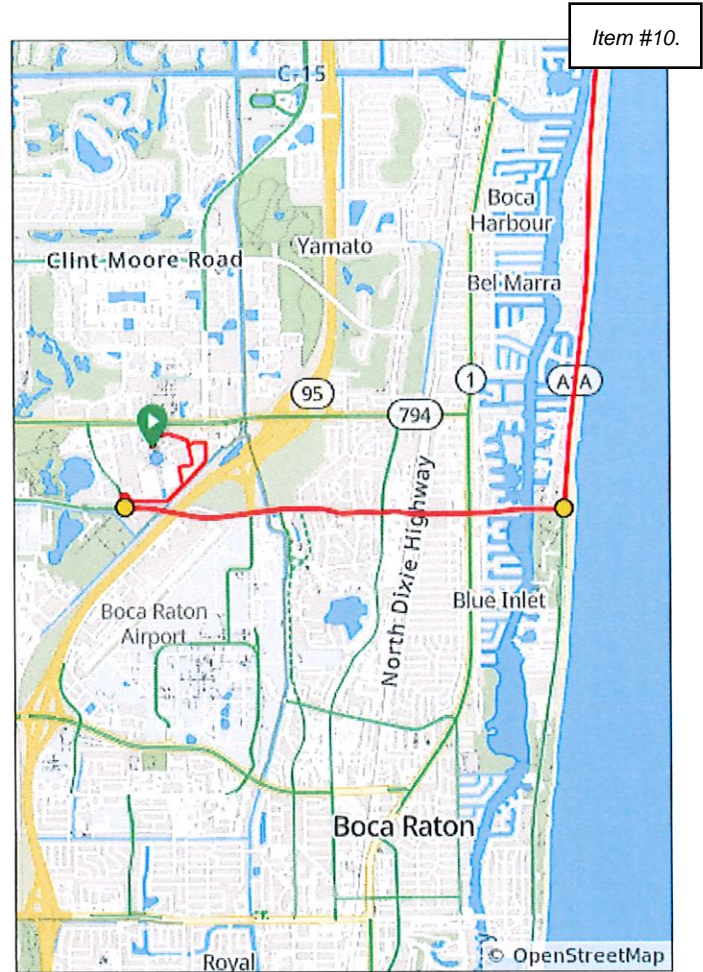 Item #10.
C-15
Boca
Harbour
Yamato
Clint Moore Road
Bel Marra
95
1
A1A
794
North Dixie Highway
Blue Inlet
Boca Raton
Airport
Boca Raton
Royal
© OpenStreetMap